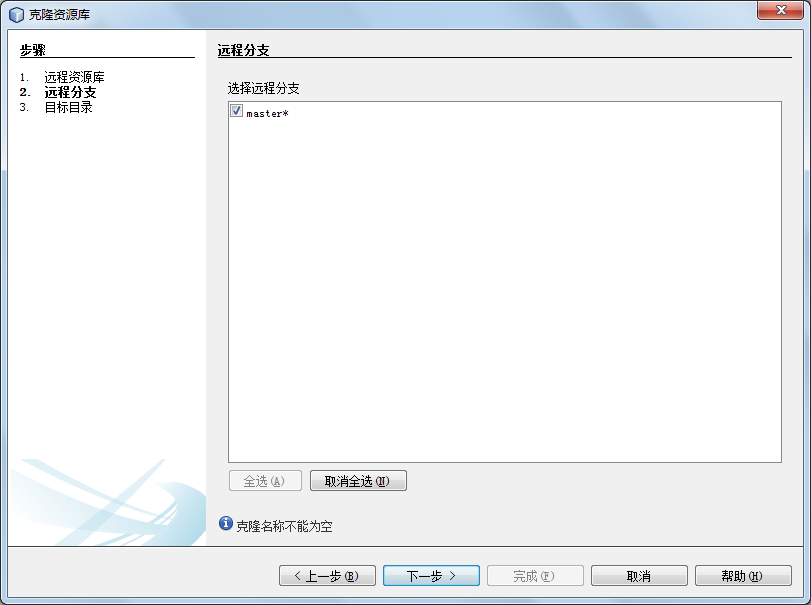 克隆资源库
步骤
1. 远程资源库
2. 远程分支
3. 目标目录
远程分支
选择远程分支
master*
全选(A) 取消全选(N)
克隆名称不能为空
< 上一步(B) 下一步 > 完成(F) 取消 帮助(H)